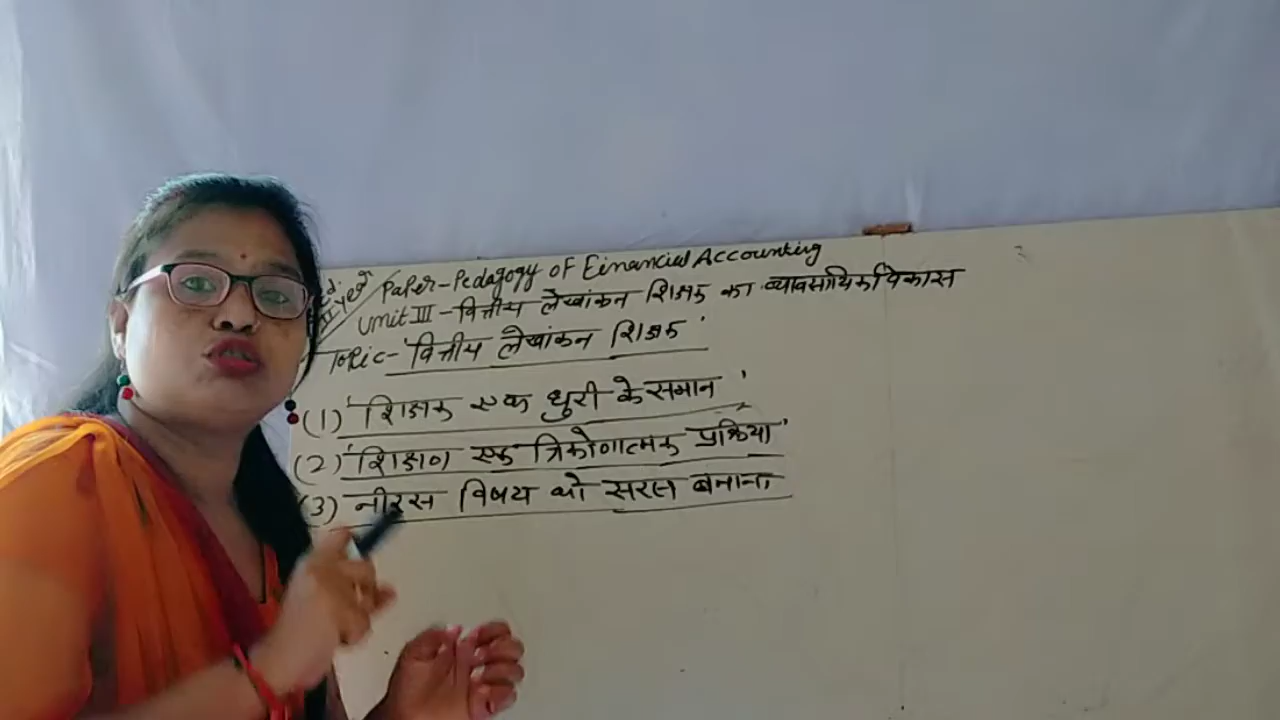 Paper-Pedagogy of Financial Accounting
Unit III - वित्तीय लेखांकन शिक्षक का व्यावसायिक विकास
Topic- 'वित्तीय लेखांकन शिक्षक'
(1) 'शिक्षक एक धुरी के समान'
(2) 'शिक्षण एक त्रिकोणात्मक प्रक्रिया'
(3) नीरस विषय को सरस बनाना